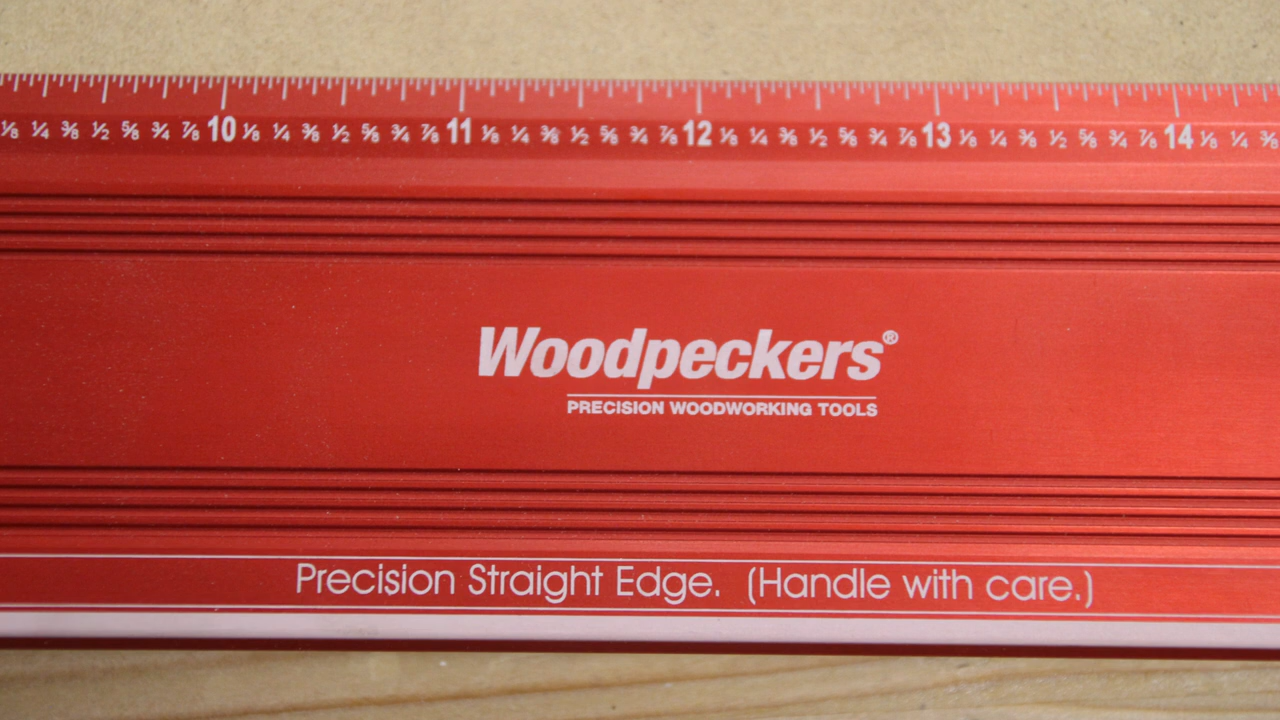 ⅛ ¼ ⅜ ½ ⅝ ¾ ⅞ 10 ⅛ ¼ ⅜ ½ ⅝ ¾ ⅞ 11 ⅛ ¼ ⅜ ½ ⅝ ¾ ⅞ 12 ⅛ ¼ ⅜ ½ ⅝ ¾ ⅞ 13 ⅛ ¼ ⅜ ½ ⅝ ¾ ⅞ 14 ⅛ ¼ ⅜
Woodpeckers®
PRECISION WOODWORKING TOOLS
Precision Straight Edge. (Handle with care.)